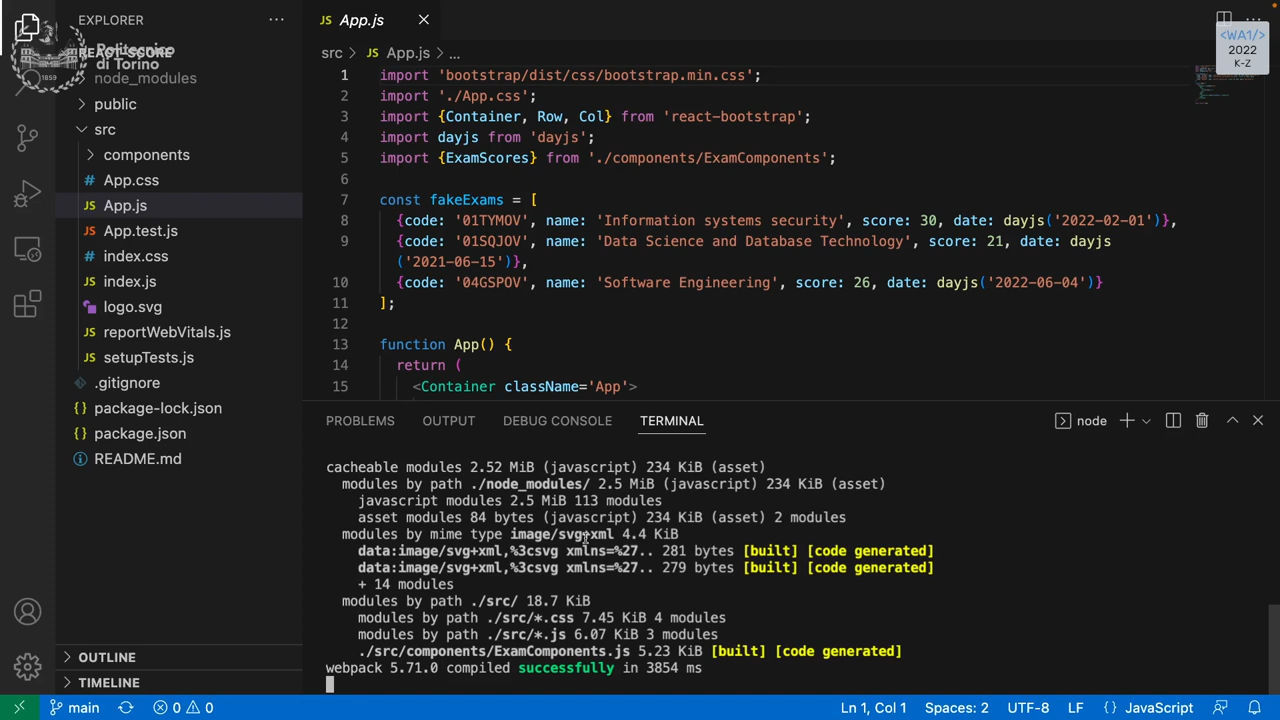 EXPLORER
REACT-SCORE
Politecnico
di Torino
1859
node_modules
public
src
components
# App.css
JS App.js
JS App.test.js
# index.css
JS index.js
logo.svg
JS reportWebVitals.js
JS setupTests.js
.gitignore
{} package-lock.json
{} package.json
README.md
OUTLINE
TIMELINE
JS App.js
<WA1/>
2022
K-Z
src > JS App.js > ...
1 import 'bootstrap/dist/css/bootstrap.min.css';
2 import './App.css';
3 import {Container, Row, Col} from 'react-bootstrap';
4 import dayjs from 'dayjs';
5 import {ExamScores} from './components/ExamComponents';
6
7 const fakeExams = [
8 {code: '01TYMOV', name: 'Information systems security', score: 30, date: dayjs('2022-02-01')},
9 {code: '01SQJOV', name: 'Data Science and Database Technology', score: 21, date: dayjs
('2021-06-15')},
10 {code: '04GSPOV', name: 'Software Engineering', score: 26, date: dayjs('2022-06-04')}
11 ];
12
13 function App() {
14 return (
15 <Container className='App'>
PROBLEMS OUTPUT DEBUG CONSOLE TERMINAL node
cacheable modules 2.52 MiB (javascript) 234 KiB (asset)
modules by path ./node_modules/ 2.5 MiB (javascript) 234 KiB (asset)
javascript modules 2.5 MiB 113 modules
asset modules 84 bytes (javascript) 234 KiB (asset) 2 modules
modules by mime type image/svg+xml 4.4 KiB
data:image/svg+xml,%3csvg xmlns=%27.. 281 bytes [built] [code generated]
data:image/svg+xml,%3csvg xmlns=%27.. 279 bytes [built] [code generated]
+ 14 modules
modules by path ./src/ 18.7 KiB
modules by path ./src/*.css 7.45 KiB 4 modules
modules by path ./src/*.js 6.07 KiB 3 modules
./src/components/ExamComponents.js 5.23 KiB [built] [code generated]
webpack 5.71.0 compiled successfully in 3854 ms
main 0 0 Ln 1, Col 1 Spaces: 2 UTF-8 LF {} JavaScript